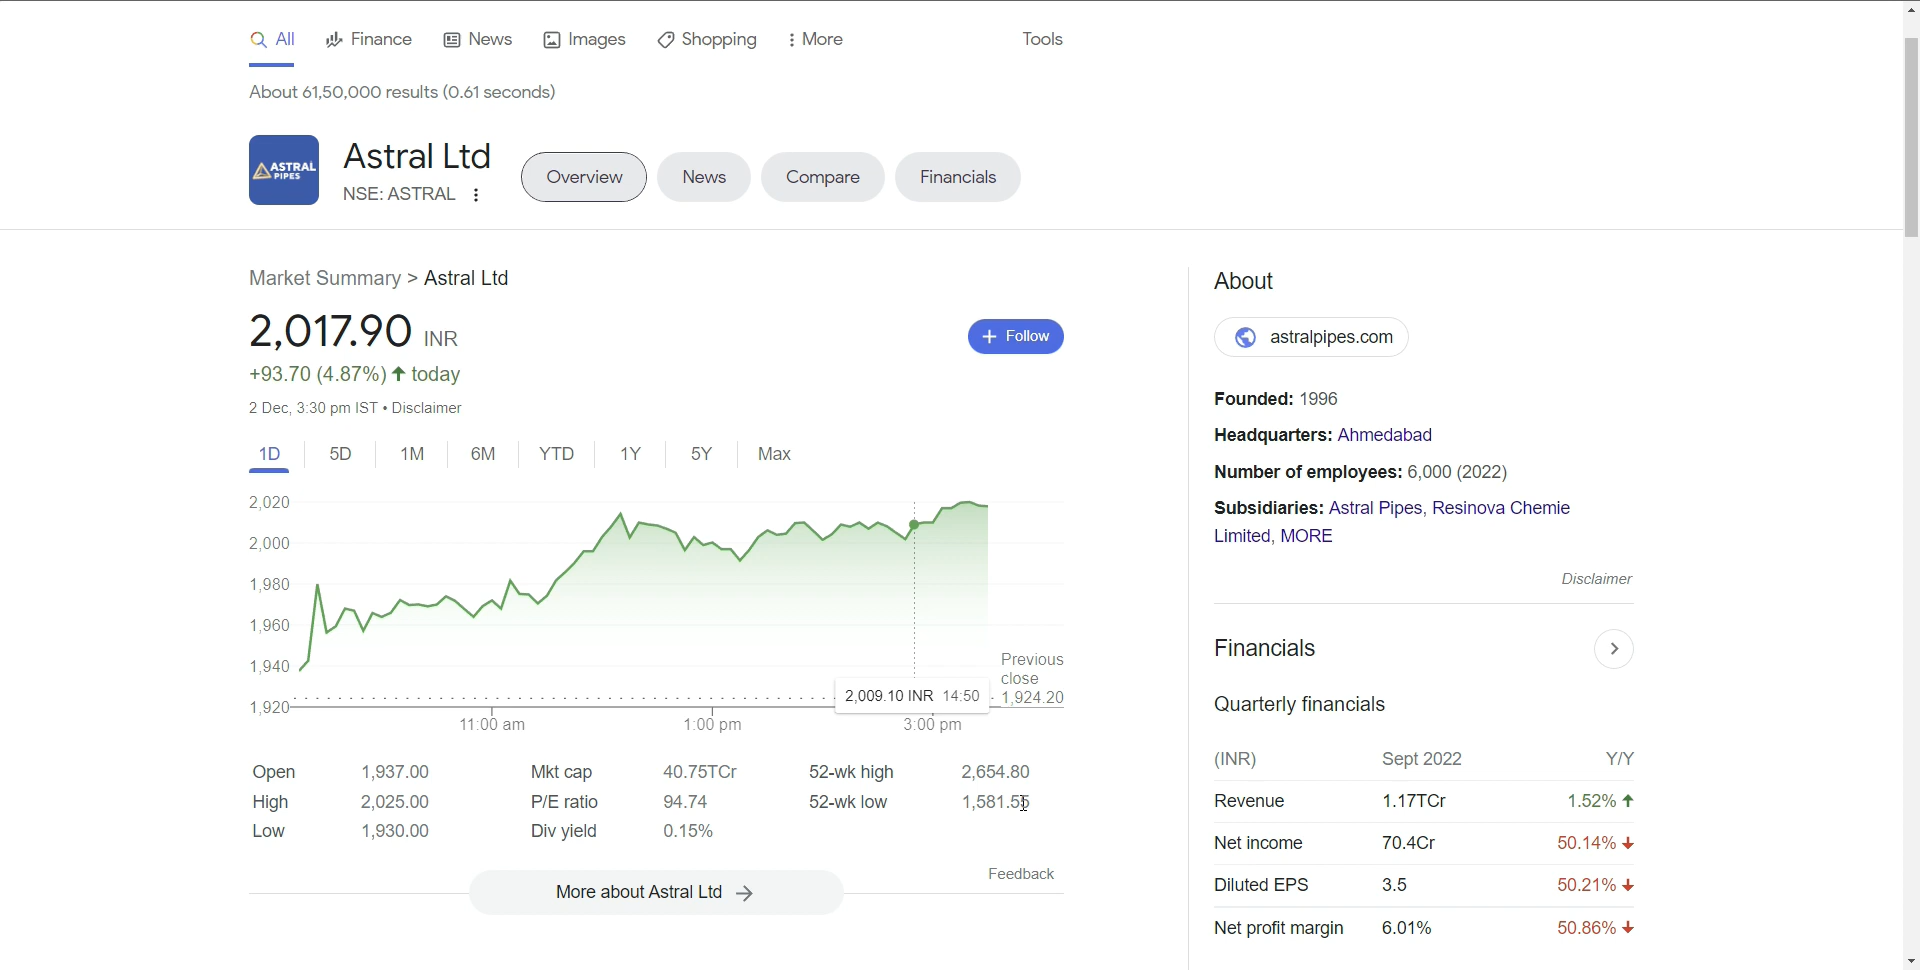 All Finance News Images Shopping More Tools
About 61,50,000 results (0.61 seconds)
ASTRAL
PIPES
Astral Ltd
NSE: ASTRAL
Overview News Compare Financials
Market Summary > Astral Ltd
2,017.90 INR
+ Follow
+93.70 (4.87%) ↑ today
2 Dec, 3:30 pm IST • Disclaimer
1D 5D 1M 6M YTD 1Y 5Y Max
2,020
2,000
1,980
1,960
1,940
1,920
Previous
close
1,924.20
2,009.10 INR 14:50
11:00 am 1:00 pm 3:00 pm
Open 1,937.00 Mkt cap 40.75TCr 52-wk high 2,654.80
High 2,025.00 P/E ratio 94.74 52-wk low 1,581.55
Low 1,930.00 Div yield 0.15%
Feedback
More about Astral Ltd →
About
astralpipes.com
Founded: 1996
Headquarters: Ahmedabad
Number of employees: 6,000 (2022)
Subsidiaries: Astral Pipes, Resinova Chemie
Limited, MORE
Disclaimer
Financials
Quarterly financials
(INR) Sept 2022 Y/Y
Revenue 1.17TCr 1.52% ↑
Net income 70.4Cr 50.14% ↓
Diluted EPS 3.5 50.21% ↓
Net profit margin 6.01% 50.86% ↓